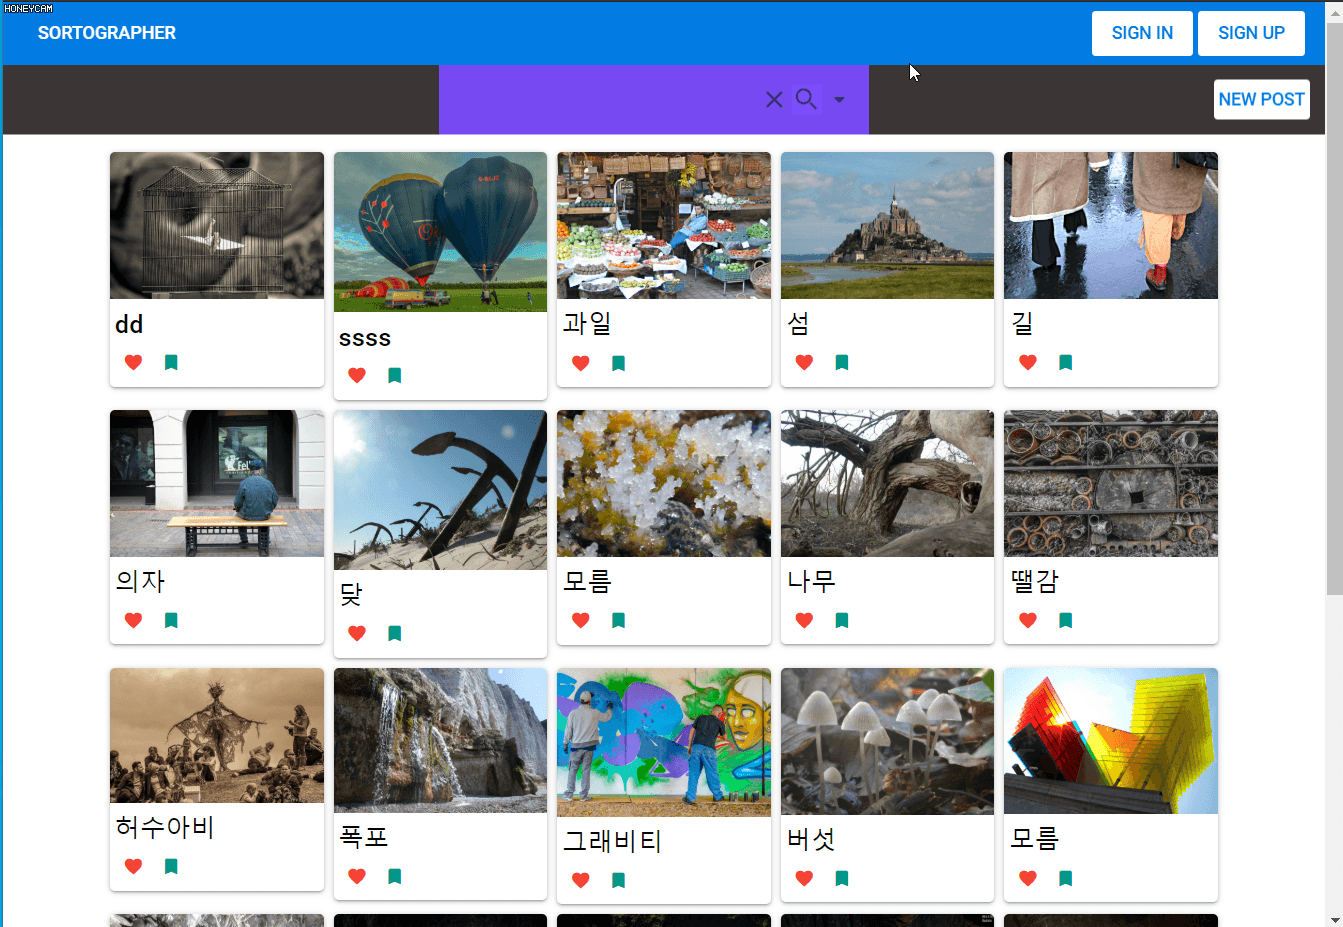 HONEYCAM
SORTOGRAPHER
SIGN IN
SIGN UP
NEW POST
dd
ssss
과일
섬
길
Fel
의자
닻
모름
나무
땔감
허수아비
폭포
그래비티
버섯
모름